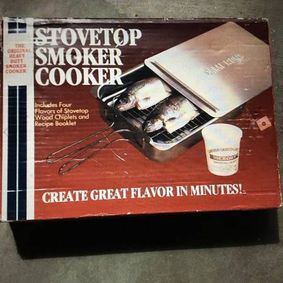 THE
ORIGINAL
HEAVY
DUTY
SMOKER
COOKER
STOVETOP
SMOKER
COOKER
Includes Four
Flavors of Stovetop
Wood Chiplets and
Recipe Booklet
HICKORY
CREATE GREAT FLAVOR IN MINUTES!